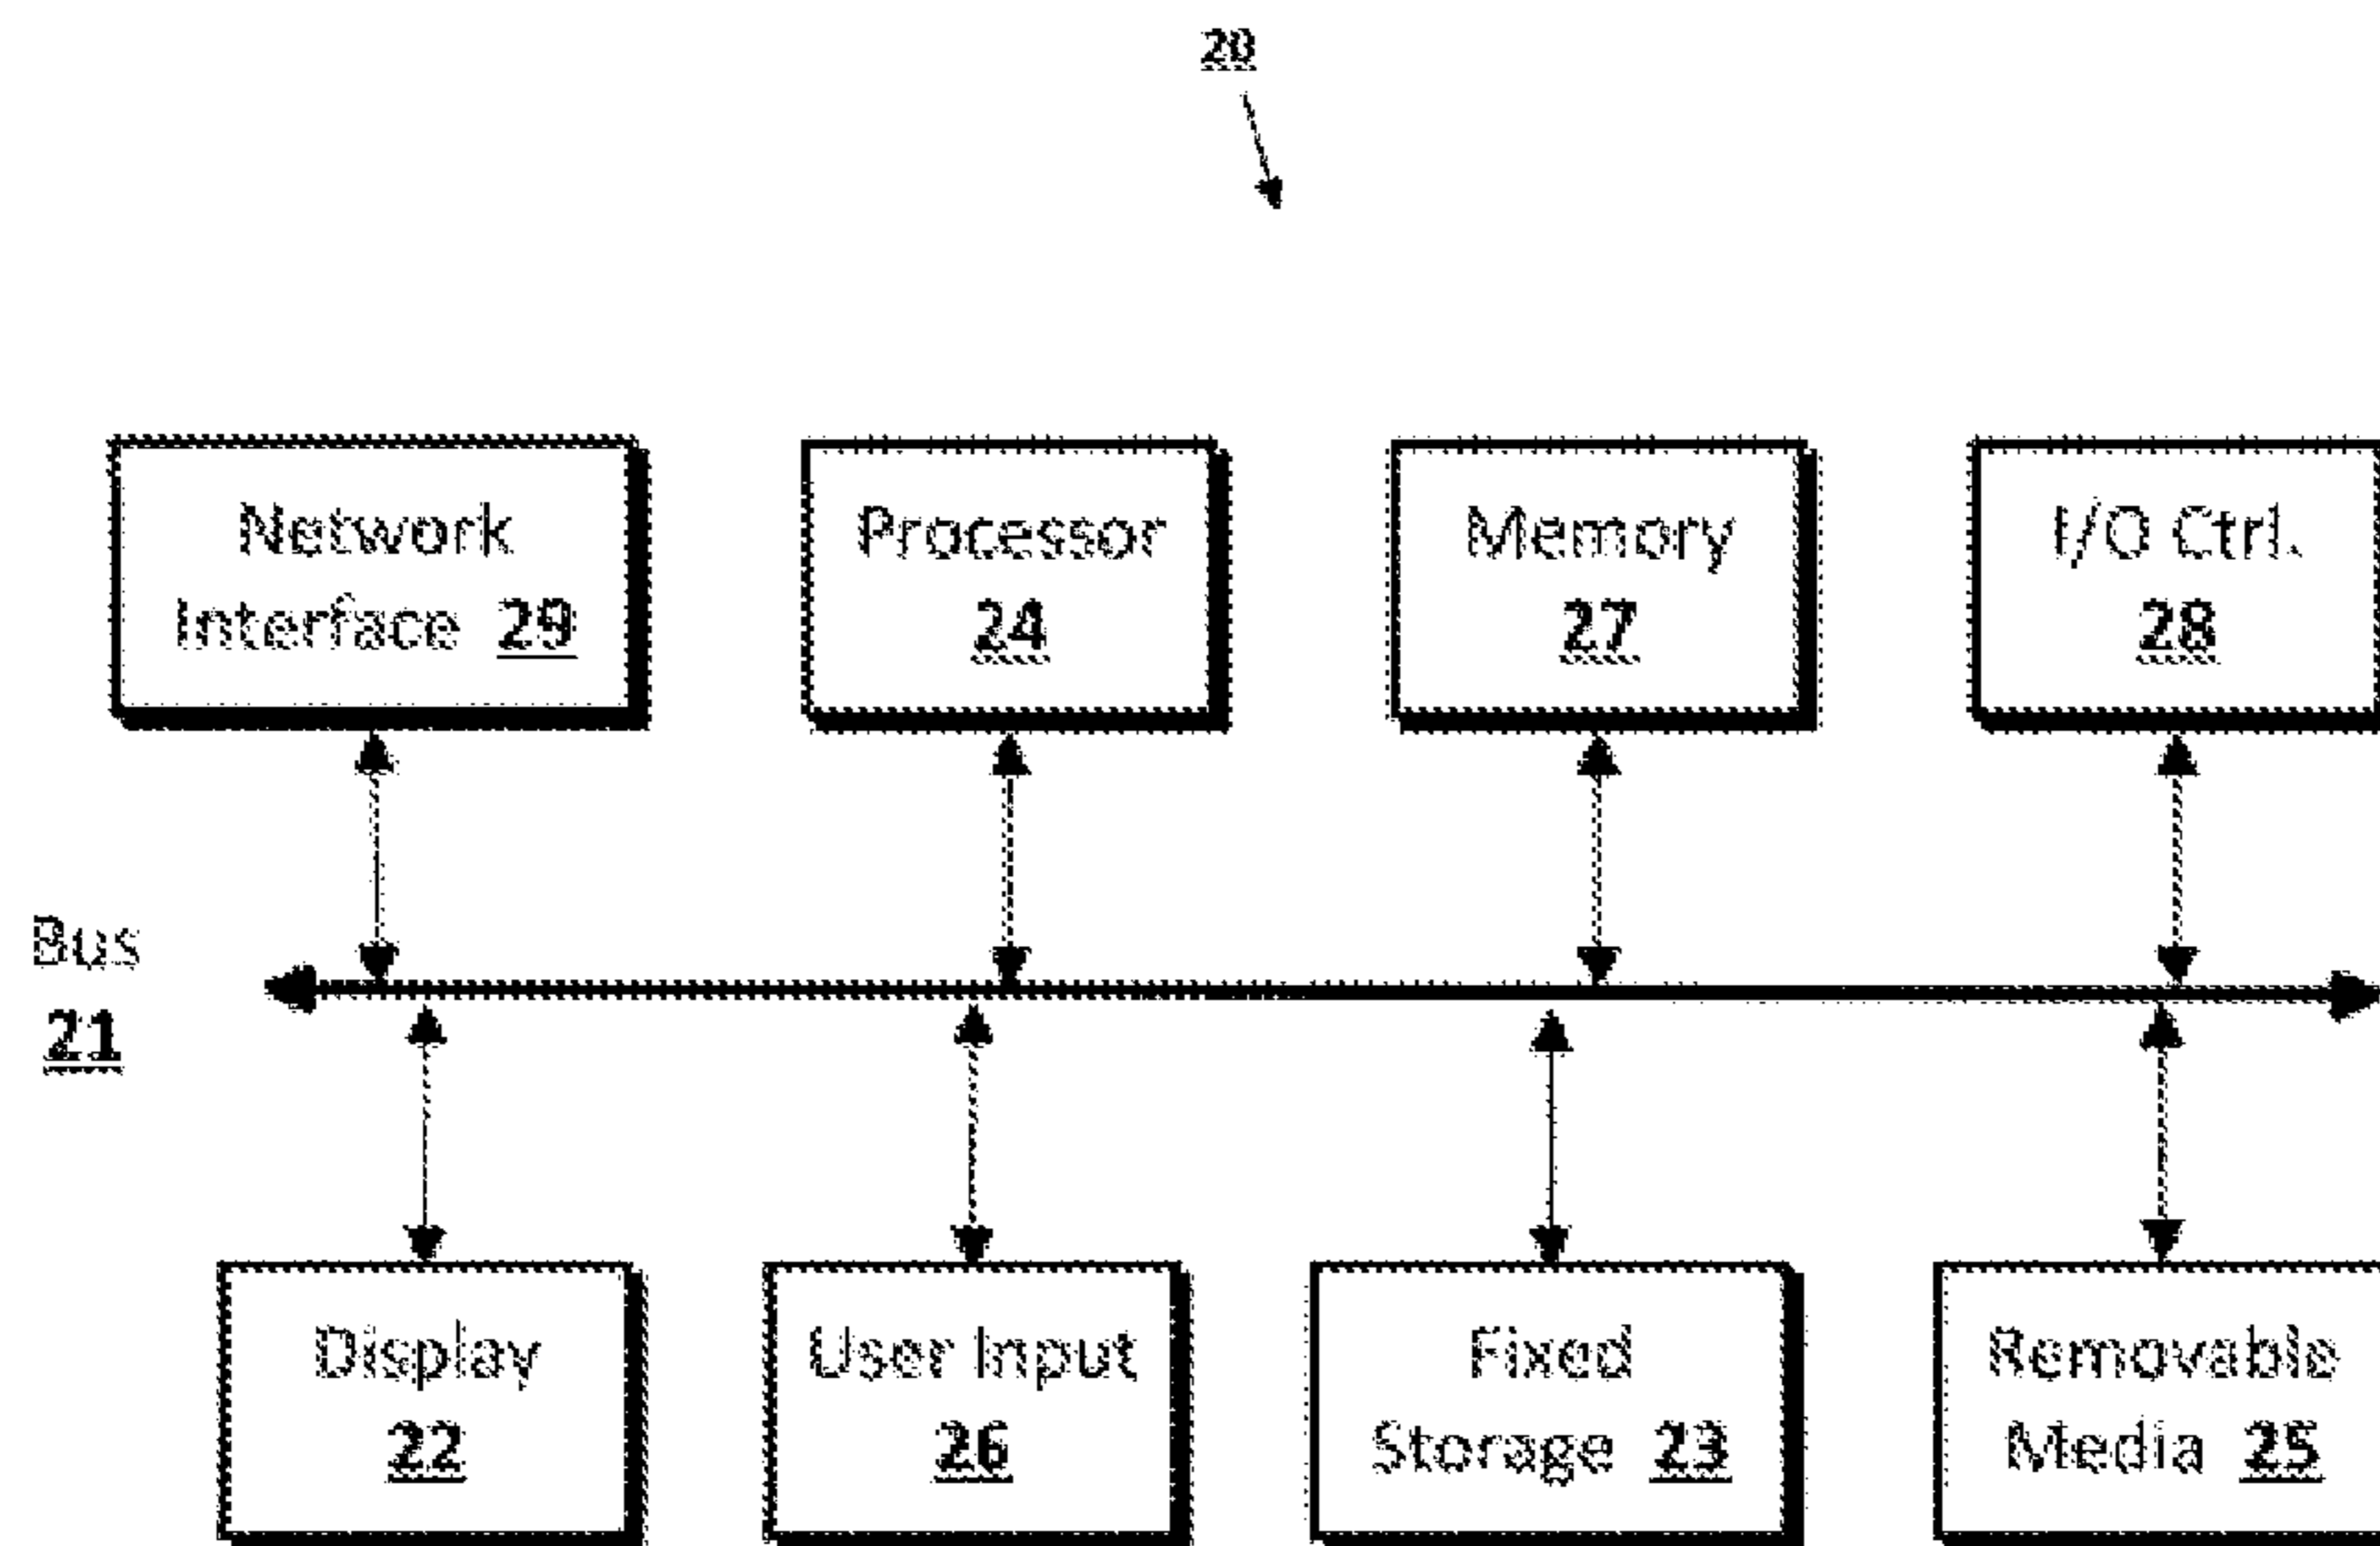 20
Network
Interface 29
Processor
24
Memory
27
I/O Ctrl.
28
Bus
21
Display
22
User Input
26
Fixed
Storage 23
Removable
Media 25